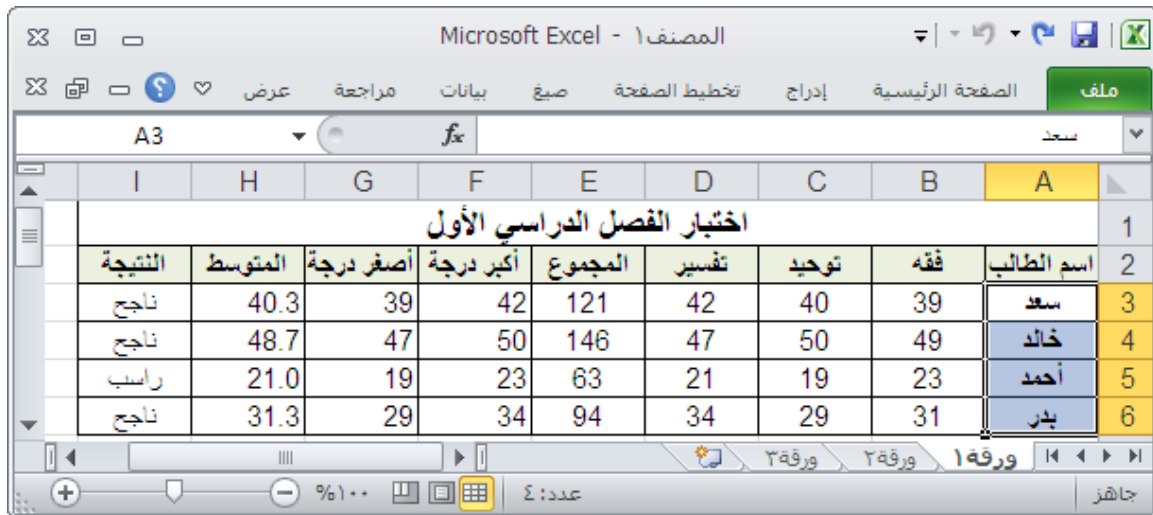 المصنف١ - Microsoft Excel
ملف الصفحة الرئيسية إدراج تخطيط الصفحة صيغ بيانات مراجعة عرض
سعد fx A3
A B C D E F G H I
1 اختبار الفصل الدراسي الأول
2 اسم الطالب فقه توحيد تفسير المجموع أكبر درجة أصغر درجة المتوسط النتيجة
3 سعد 39 40 42 121 42 39 40.3 ناجح
4 خالد 49 50 47 146 50 47 48.7 ناجح
5 أحمد 23 19 21 63 23 19 21.0 راسب
6 بدر 31 29 34 94 34 29 31.3 ناجح
ورقة١ ورقة٢ ورقة٣
جاهز عدد: ٤ ١٠٠%